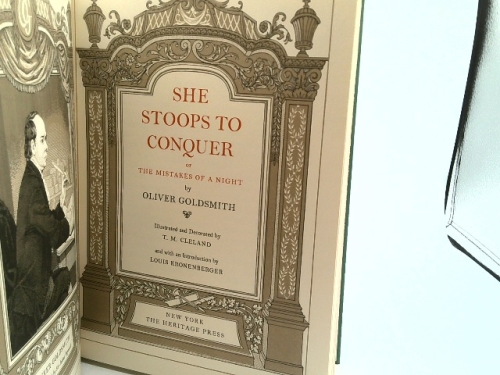 SHE
STOOPS TO
CONQUER
or
THE MISTAKES OF A NIGHT
by
OLIVER GOLDSMITH
Illustrated and Decorated by
T. M. CLELAND
and with an Introduction by
LOUIS KRONENBERGER
NEW YORK
THE HERITAGE PRESS